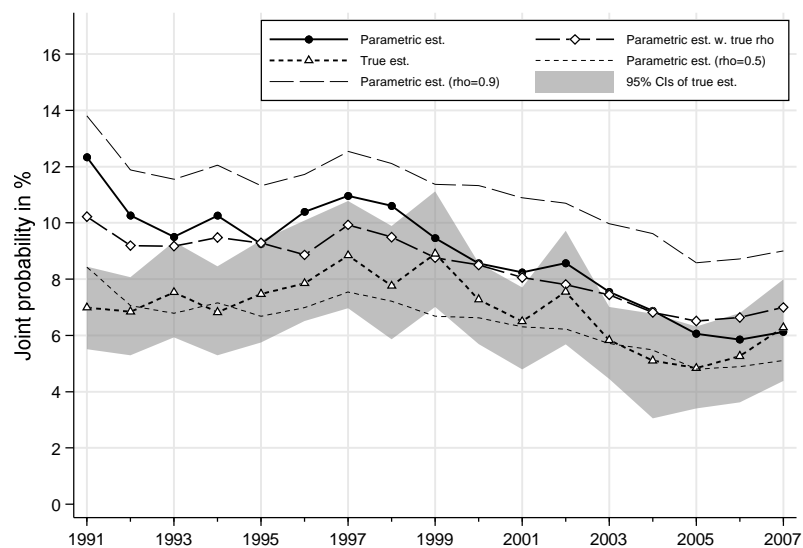 Parametric est.
Parametric est. w. true rho
True est.
Parametric est. (rho=0.5)
Parametric est. (rho=0.9)
95% CIs of true est.
Joint probability in %
16
14
12
10
8
6
4
2
0
1991 1993 1995 1997 1999 2001 2003 2005 2007